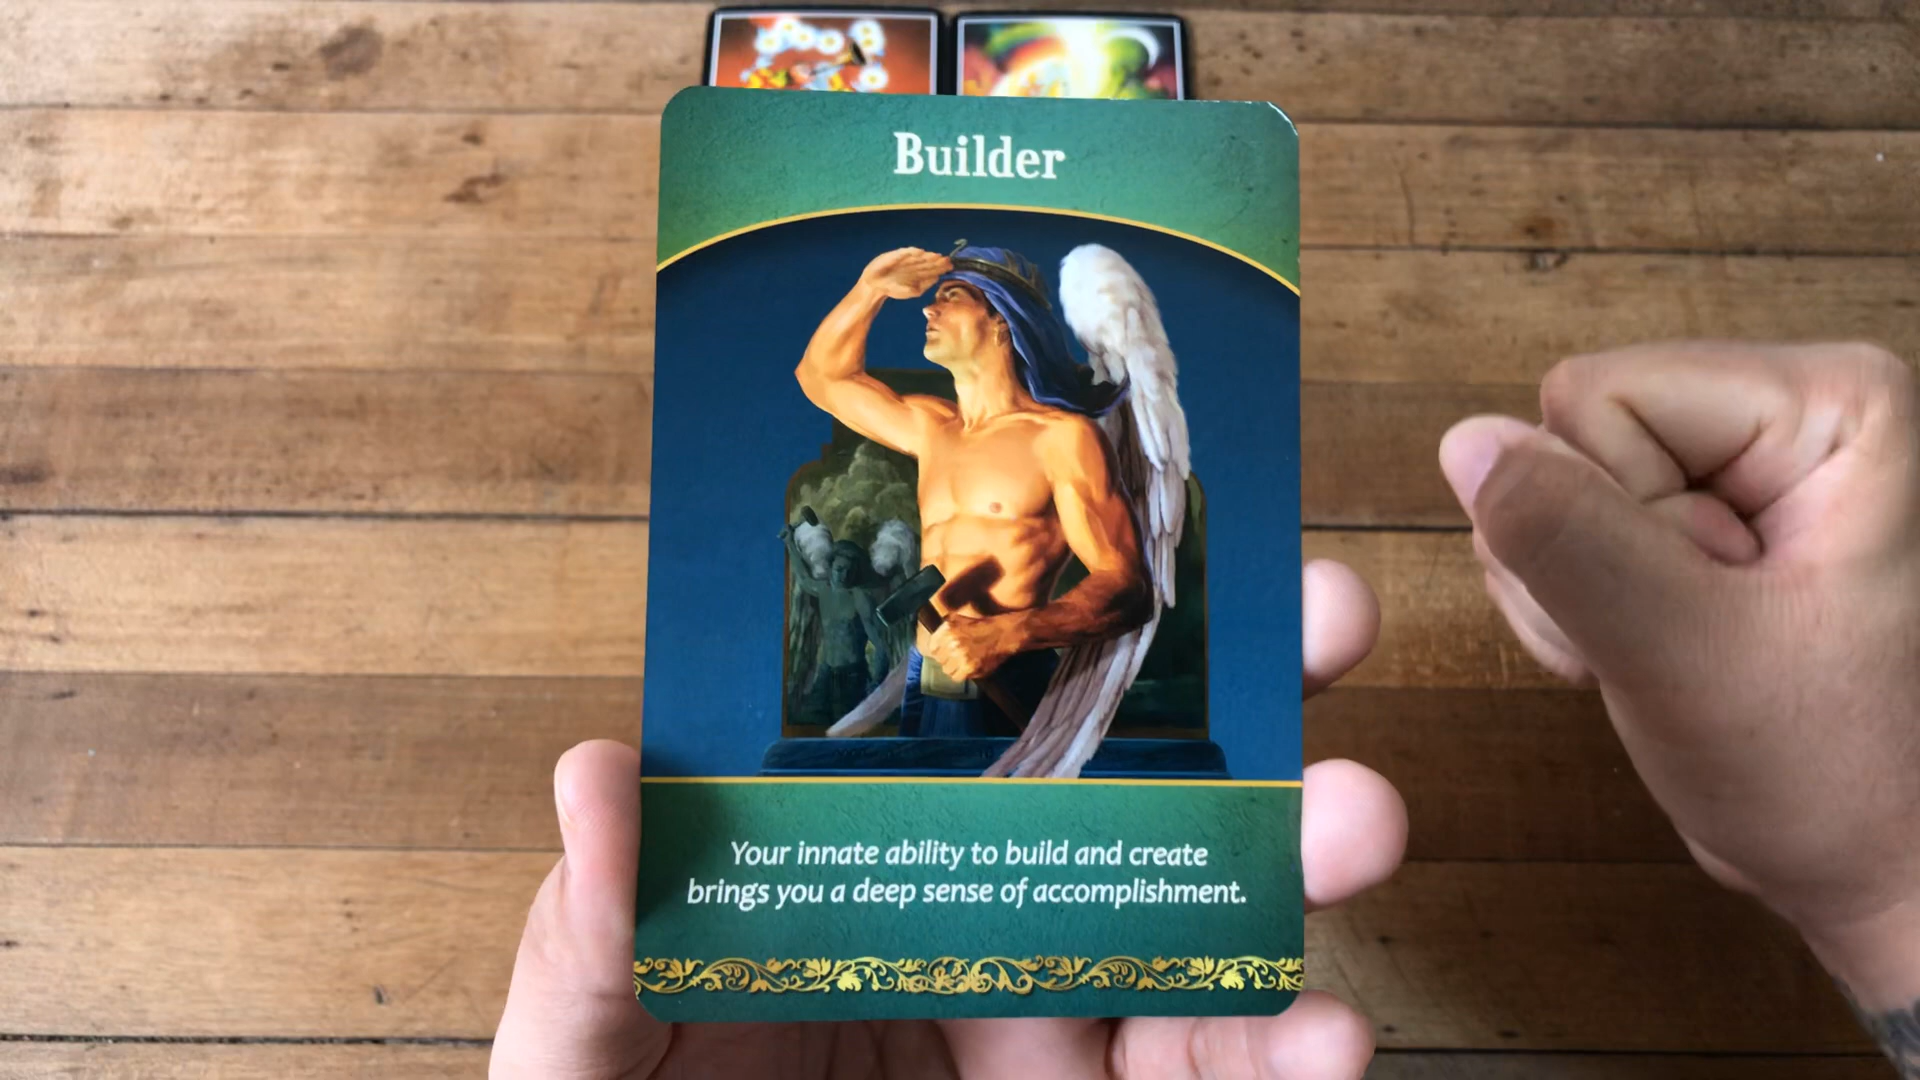 Builder
Your innate ability to build and create
brings you a deep sense of accomplishment.